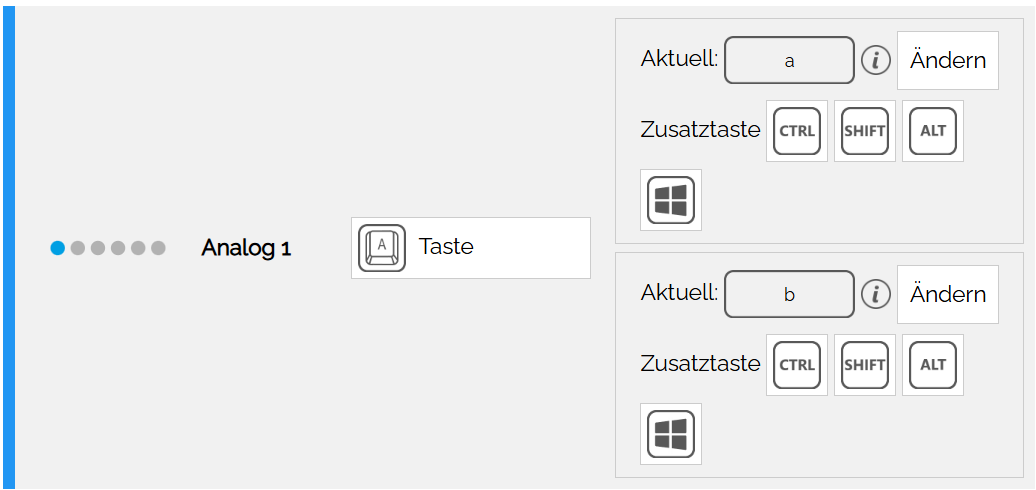 Aktuell: a i Ändern
Zusatztaste CTRL SHIFT ALT
Analog 1 A Taste
Aktuell: b i Ändern
Zusatztaste CTRL SHIFT ALT